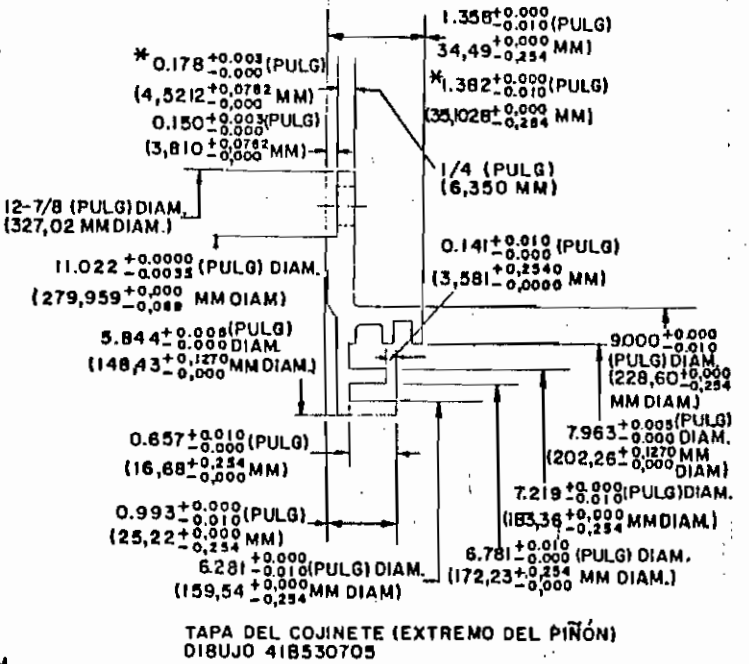 1.358 +0.000 -0.010 (PULG)
34,49 +0,000 -0,254 MM)
*0.178 +0.003 -0.000 (PULG)
(4,5212 +0,0762 -0,000 MM)
*1.382 +0.000 -0.010 (PULG)
(35,1028 +0,000 -0,254 MM)
0.150 +0.003 -0.000 (PULG)
(3,810 +0,0762 -0,000 MM)
1/4 (PULG)
(6,350 MM)
12-7/8 (PULG) DIAM.
(327,02 MM DIAM.)
0.141 +0.010 -0.000 (PULG)
(3,581 +0,2540 -0,0000 MM)
11.022 +0.0000 -0.0035 (PULG) DIAM.
(279,959 +0,000 -0,089 MM DIAM)
5.844 +0.005 -0.000 (PULG) DIAM.
(148,43 +0,1270 -0,000 MM DIAM.)
9.000 +0.000 -0.010
(PULG) DIAM.
(228,60 +0,000 -0,254
MM DIAM.)
7.963 +0.005 -0.000 (PULG) DIAM.
(202,26 +0,1270 -0,000 MM DIAM)
0.657 +0.010 -0.000 (PULG)
(16,68 +0,254 -0,000 MM)
7.219 +0.000 -0.010 (PULG) DIAM.
(183,36 +0,000 -0,254 MM DIAM.)
0.993 +0.000 -0.010 (PULG)
(25,22 +0,000 -0,254 MM)
6.781 +0.010 -0.000 (PULG) DIAM.
(172,23 +0,254 -0,000 MM DIAM.)
6.281 +0.000 -0.010 (PULG) DIAM.
(159,54 +0,000 -0,254 MM DIAM)
TAPA DEL COJINETE (EXTREMO DEL PIÑÓN)
DIBUJO 41B530705